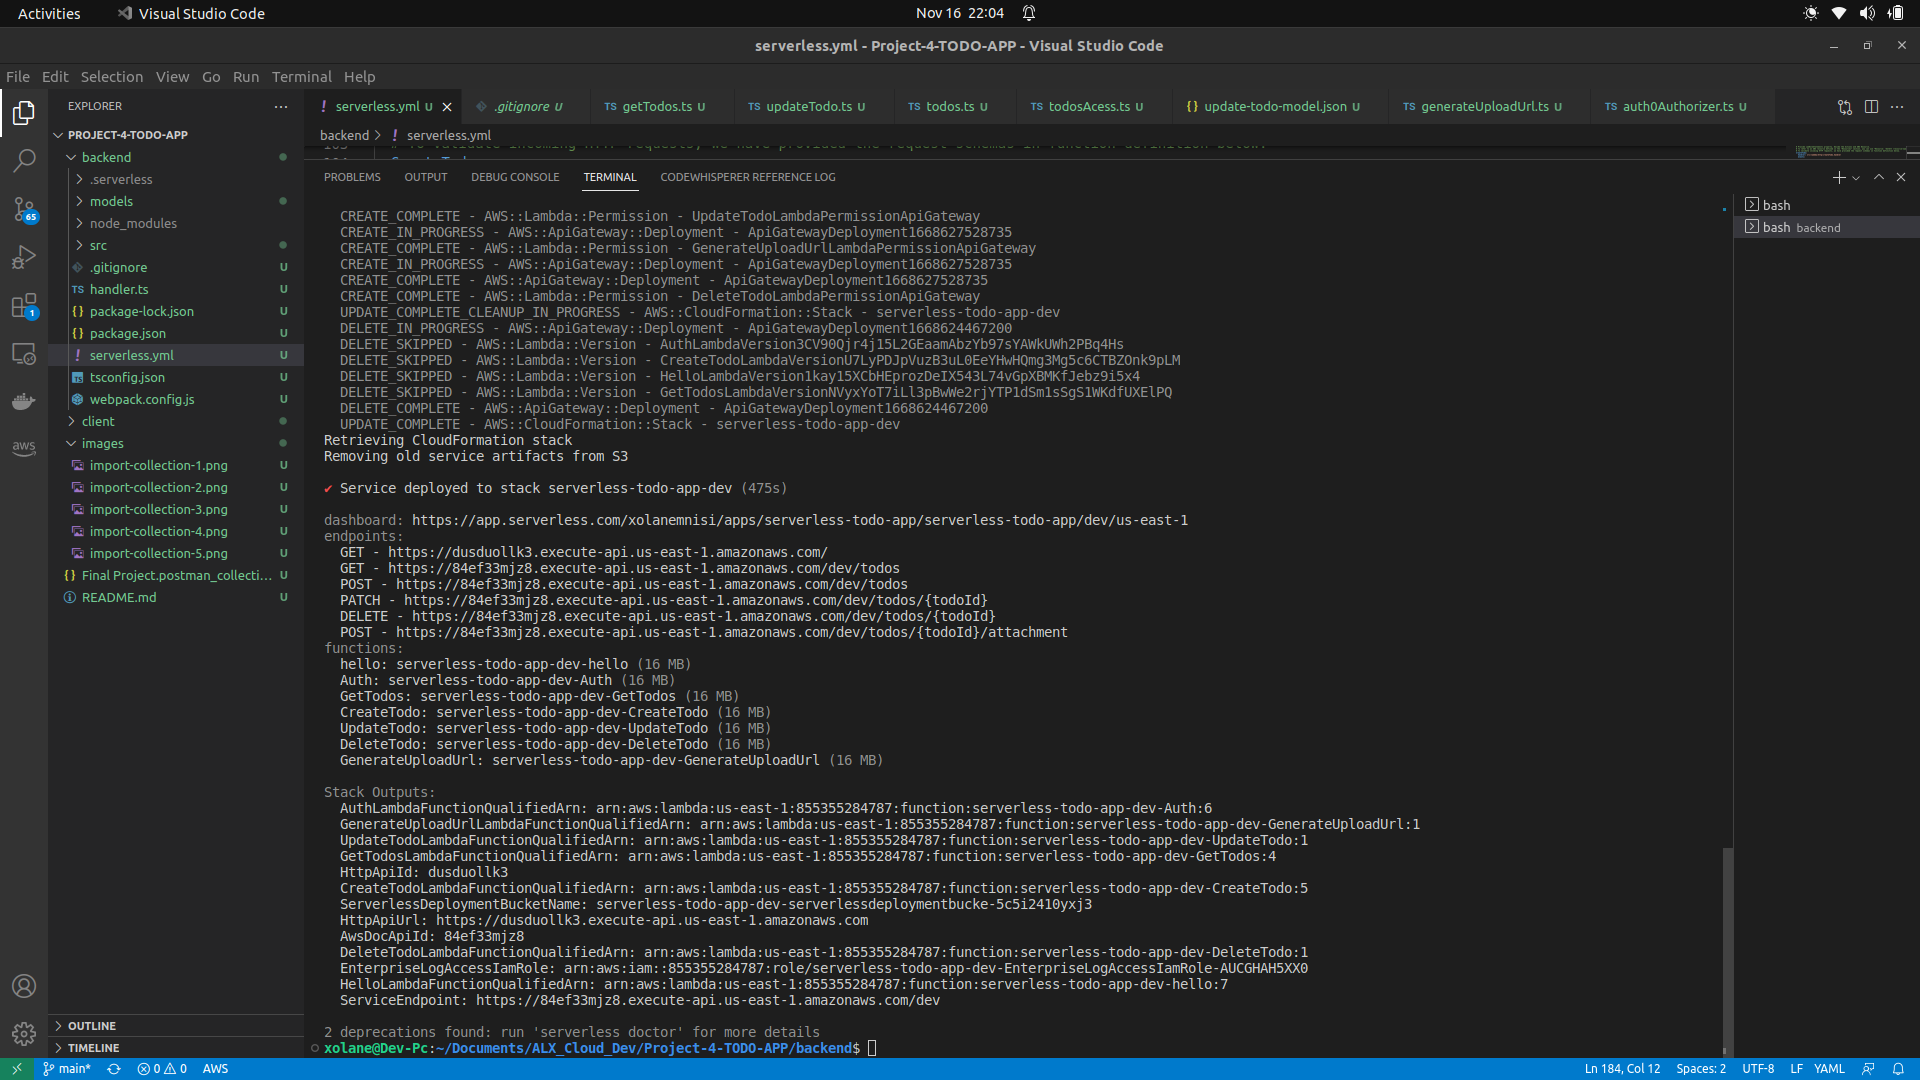 Activities
Visual Studio Code
Nov 16 22:04
serverless.yml - Project-4-TODO-APP - Visual Studio Code
File Edit Selection View Go Run Terminal Help
EXPLORER
PROJECT-4-TODO-APP
backend
.serverless
models
node_modules
src
.gitignore U
TS handler.ts U
{} package-lock.json U
{} package.json U
! serverless.yml U
tsconfig.json U
webpack.config.js U
client
images
import-collection-1.png U
import-collection-2.png U
import-collection-3.png U
import-collection-4.png U
import-collection-5.png U
{} Final Project.postman_collecti... U
README.md U
OUTLINE
TIMELINE
65
1
aws
! serverless.yml U
.gitignore U
TS getTodos.ts U
TS updateTodo.ts U
TS todos.ts U
TS todosAcess.ts U
{} update-todo-model.json U
TS generateUploadUrl.ts U
TS auth0Authorizer.ts U
backend > ! serverless.yml
PROBLEMS OUTPUT DEBUG CONSOLE TERMINAL CODEWHISPERER REFERENCE LOG
bash
bash backend
CREATE_COMPLETE - AWS::Lambda::Permission - UpdateTodoLambdaPermissionApiGateway
CREATE_IN_PROGRESS - AWS::ApiGateway::Deployment - ApiGatewayDeployment1668627528735
CREATE_COMPLETE - AWS::Lambda::Permission - GenerateUploadUrlLambdaPermissionApiGateway
CREATE_IN_PROGRESS - AWS::ApiGateway::Deployment - ApiGatewayDeployment1668627528735
CREATE_COMPLETE - AWS::ApiGateway::Deployment - ApiGatewayDeployment1668627528735
CREATE_COMPLETE - AWS::Lambda::Permission - DeleteTodoLambdaPermissionApiGateway
UPDATE_COMPLETE_CLEANUP_IN_PROGRESS - AWS::CloudFormation::Stack - serverless-todo-app-dev
DELETE_IN_PROGRESS - AWS::ApiGateway::Deployment - ApiGatewayDeployment1668624467200
DELETE_SKIPPED - AWS::Lambda::Version - AuthLambdaVersion3CV90Qjr4j15L2GEaamAbzYb97sYAWkUWh2PBq4Hs
DELETE_SKIPPED - AWS::Lambda::Version - CreateTodoLambdaVersionU7LyPDJpVuzB3uL0EeYHwHQmg3Mg5c6CTBZOnk9pLM
DELETE_SKIPPED - AWS::Lambda::Version - HelloLambdaVersion1kay15XCbHEprozDeIX543L74vGpXBMKfJebz9i5x4
DELETE_SKIPPED - AWS::Lambda::Version - GetTodosLambdaVersionNVyxYoT7iLl3pBwWe2rjYTP1dSm1sSgS1WKdfUXElPQ
DELETE_COMPLETE - AWS::ApiGateway::Deployment - ApiGatewayDeployment1668624467200
UPDATE_COMPLETE - AWS::CloudFormation::Stack - serverless-todo-app-dev
Retrieving CloudFormation stack
Removing old service artifacts from S3
✔ Service deployed to stack serverless-todo-app-dev (475s)
dashboard: https://app.serverless.com/xolanemnisi/apps/serverless-todo-app/serverless-todo-app/dev/us-east-1
endpoints:
GET - https://dusduollk3.execute-api.us-east-1.amazonaws.com/
GET - https://84ef33mjz8.execute-api.us-east-1.amazonaws.com/dev/todos
POST - https://84ef33mjz8.execute-api.us-east-1.amazonaws.com/dev/todos
PATCH - https://84ef33mjz8.execute-api.us-east-1.amazonaws.com/dev/todos/{todoId}
DELETE - https://84ef33mjz8.execute-api.us-east-1.amazonaws.com/dev/todos/{todoId}
POST - https://84ef33mjz8.execute-api.us-east-1.amazonaws.com/dev/todos/{todoId}/attachment
functions:
hello: serverless-todo-app-dev-hello (16 MB)
Auth: serverless-todo-app-dev-Auth (16 MB)
GetTodos: serverless-todo-app-dev-GetTodos (16 MB)
CreateTodo: serverless-todo-app-dev-CreateTodo (16 MB)
UpdateTodo: serverless-todo-app-dev-UpdateTodo (16 MB)
DeleteTodo: serverless-todo-app-dev-DeleteTodo (16 MB)
GenerateUploadUrl: serverless-todo-app-dev-GenerateUploadUrl (16 MB)
Stack Outputs:
AuthLambdaFunctionQualifiedArn: arn:aws:lambda:us-east-1:855355284787:function:serverless-todo-app-dev-Auth:6
GenerateUploadUrlLambdaFunctionQualifiedArn: arn:aws:lambda:us-east-1:855355284787:function:serverless-todo-app-dev-GenerateUploadUrl:1
UpdateTodoLambdaFunctionQualifiedArn: arn:aws:lambda:us-east-1:855355284787:function:serverless-todo-app-dev-UpdateTodo:1
GetTodosLambdaFunctionQualifiedArn: arn:aws:lambda:us-east-1:855355284787:function:serverless-todo-app-dev-GetTodos:4
HttpApiId: dusduollk3
CreateTodoLambdaFunctionQualifiedArn: arn:aws:lambda:us-east-1:855355284787:function:serverless-todo-app-dev-CreateTodo:5
ServerlessDeploymentBucketName: serverless-todo-app-dev-serverlessdeploymentbucke-5c5i2410yxj3
HttpApiUrl: https://dusduollk3.execute-api.us-east-1.amazonaws.com
AwsDocApiId: 84ef33mjz8
DeleteTodoLambdaFunctionQualifiedArn: arn:aws:lambda:us-east-1:855355284787:function:serverless-todo-app-dev-DeleteTodo:1
EnterpriseLogAccessIamRole: arn:aws:iam::855355284787:role/serverless-todo-app-dev-EnterpriseLogAccessIamRole-AUCGHAH5XX0
HelloLambdaFunctionQualifiedArn: arn:aws:lambda:us-east-1:855355284787:function:serverless-todo-app-dev-hello:7
ServiceEndpoint: https://84ef33mjz8.execute-api.us-east-1.amazonaws.com/dev
2 deprecations found: run 'serverless doctor' for more details
xolane@Dev-Pc:~/Documents/ALX_Cloud_Dev/Project-4-TODO-APP/backend$
main* 0 0 AWS
Ln 184, Col 12 Spaces: 2 UTF-8 LF YAML